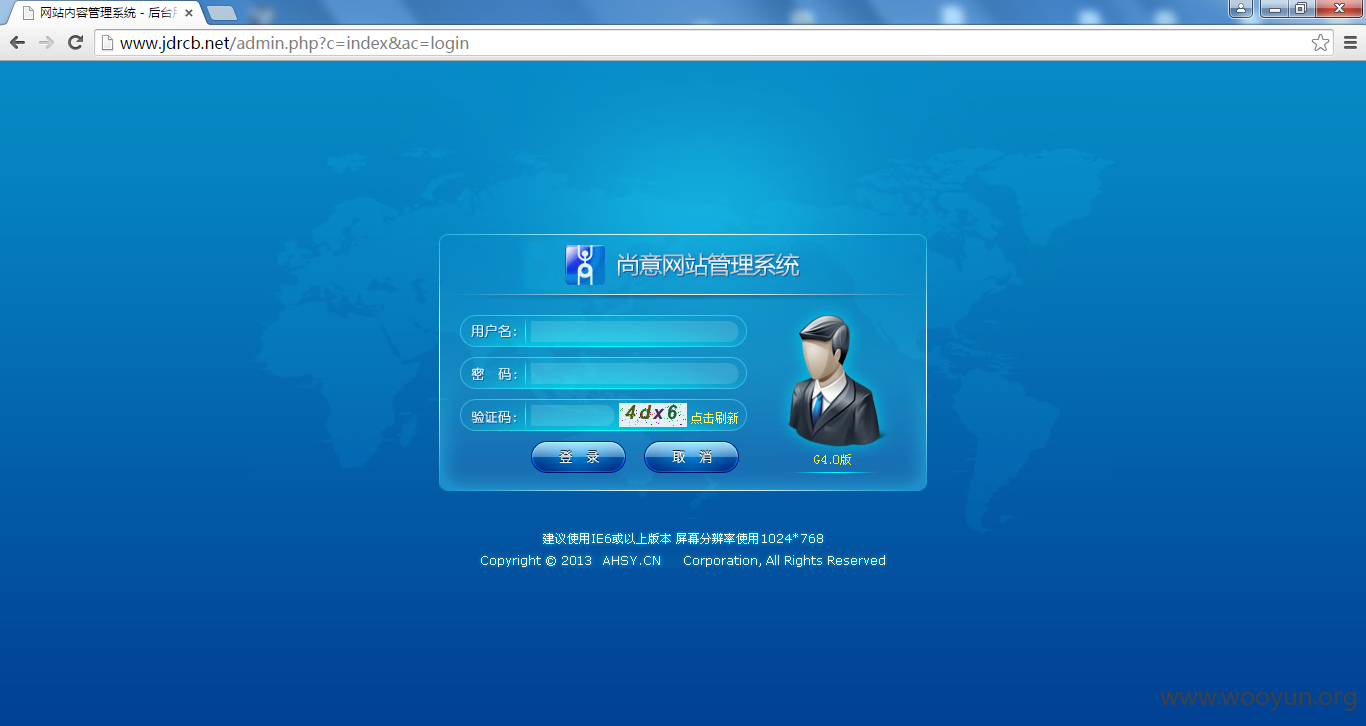 网站内容管理系统 - 后台
www.jdrcb.net/admin.php?c=index&ac=login
尚意网站管理系统
用户名：
密 码：
验证码： 4dx6 点击刷新
登 录 取 消
G4.0版
建议使用IE6或以上版本 屏幕分辨率使用1024*768
Copyright © 2013 AHSY.CN Corporation, All Rights Reserved
www.wooyun.org